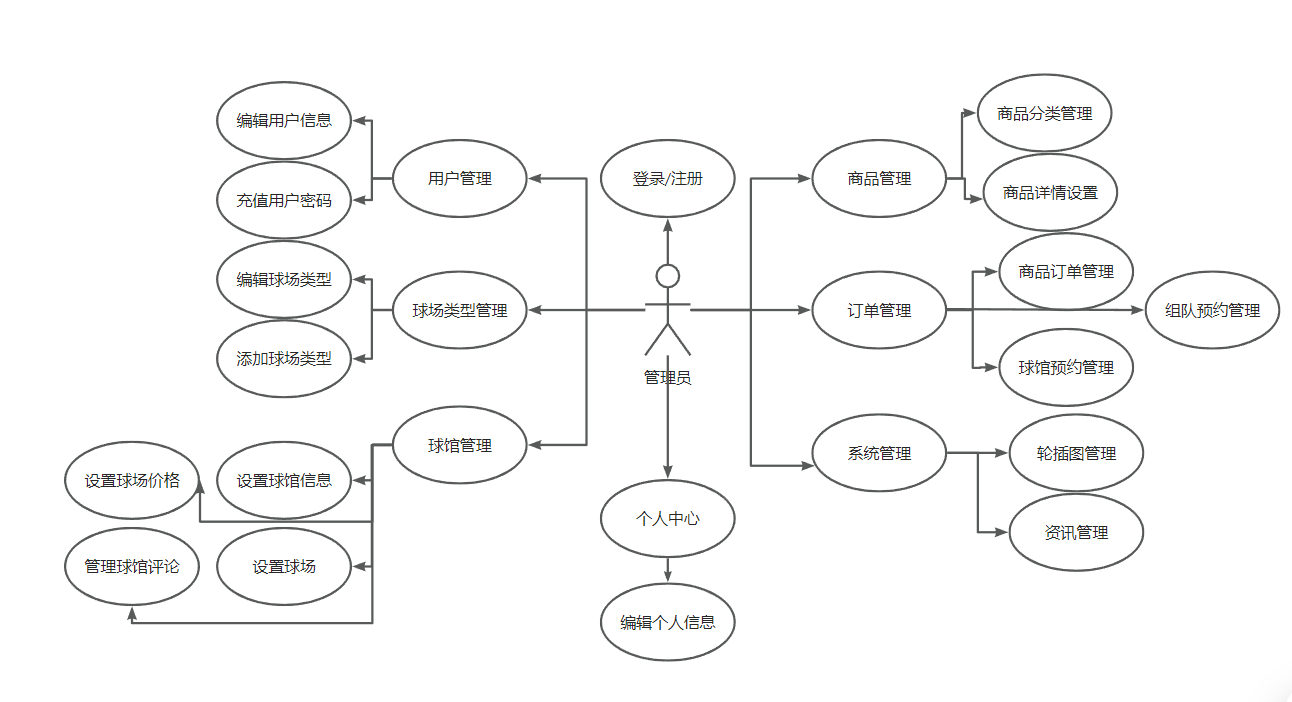 编辑用户信息
充值用户密码
用户管理
登录/注册
商品管理
商品分类管理
商品详情设置
编辑球场类型
添加球场类型
球场类型管理
管理员
订单管理
商品订单管理
组队预约管理
球馆预约管理
球馆管理
设置球场价格
设置球馆信息
管理球馆评论
设置球场
个人中心
编辑个人信息
系统管理
轮插图管理
资讯管理